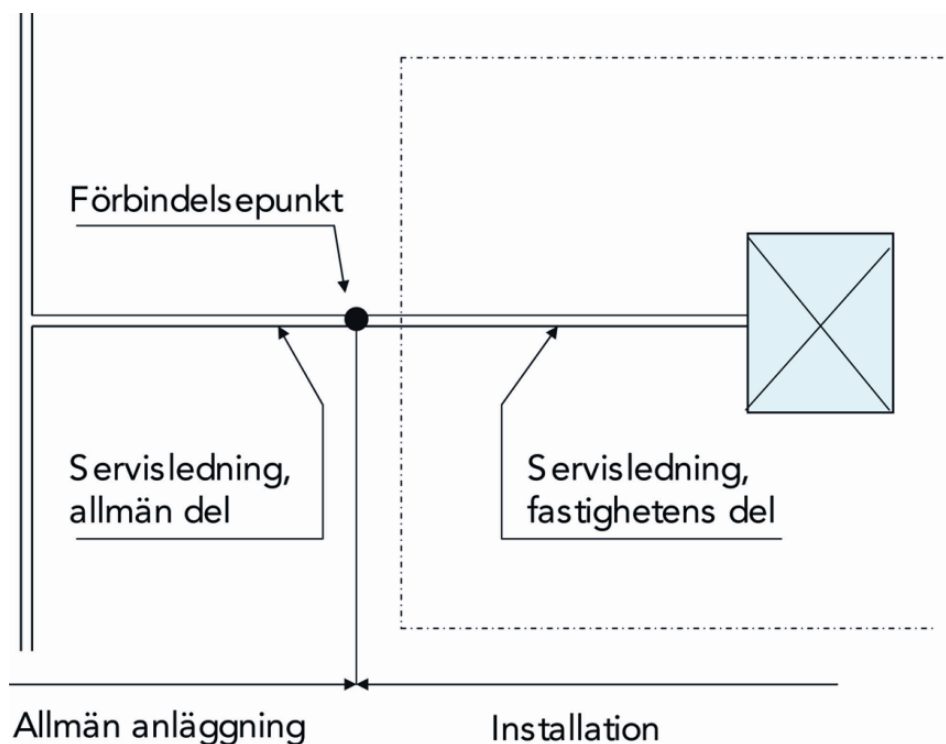 Förbindelsepunkt
Servisledning,
allmän del
Servisledning,
fastighetens del
Allmän anläggning
Installation